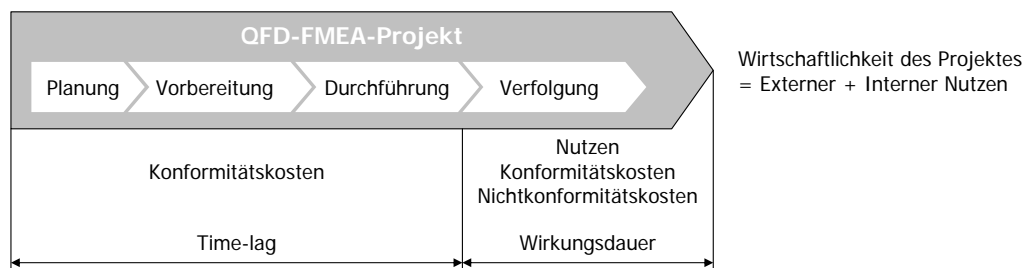 QFD-FMEA-Projekt
Planung
Vorbereitung
Durchführung
Verfolgung
Wirtschaftlichkeit des Projektes
= Externer + Interner Nutzen
Konformitätskosten
Nutzen
Konformitätskosten
Nichtkonformitätskosten
Time-lag
Wirkungsdauer